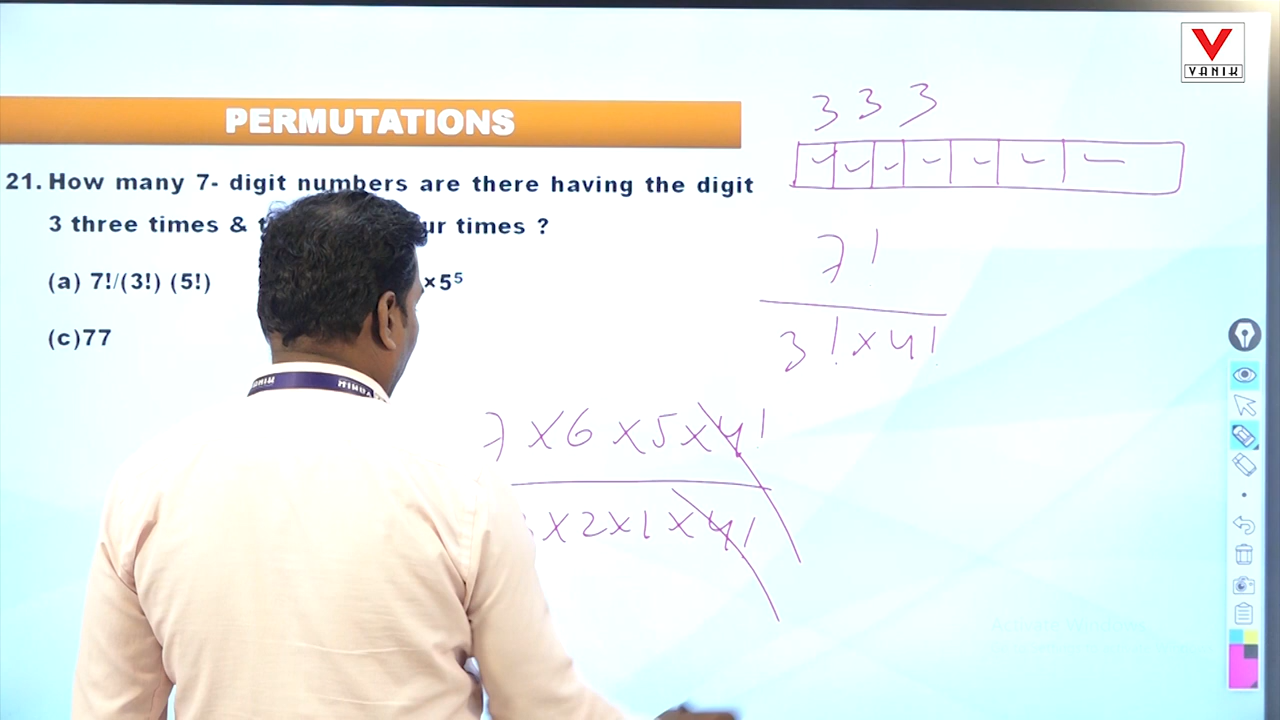 VANIK
PERMUTATIONS
21. How many 7- digit numbers are there having the digit
3 three times & ur times ?
(a) 7!/(3!) (5!) ×5⁵
(c)77
3 3 3
7!
3! × 4!
7 × 6 × 5 × 4!
× 2 × 1 × 4!
VANIK